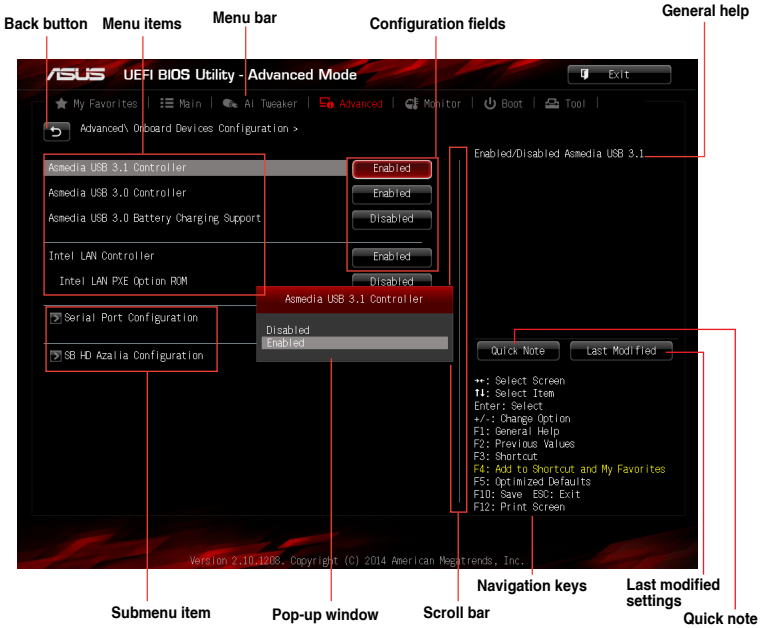 General help
Back button
Menu items
Menu bar
Configuration fields
ASUS UEFI BIOS Utility - Advanced Mode
Exit
My Favorites | Main | Ai Tweaker | Advanced | Monitor | Boot | Tool |
Advanced\ Onboard Devices Configuration >
Enabled/Disabled Asmedia USB 3.1
Asmedia USB 3.1 Controller Enabled
Asmedia USB 3.0 Controller Enabled
Asmedia USB 3.0 Battery Charging Support Disabled
Intel LAN Controller Enabled
Intel LAN PXE Option ROM Disabled
Asmedia USB 3.1 Controller
Disabled
Enabled
Serial Port Configuration
SB HD Azalia Configuration
Quick Note
Last Modified
→←: Select Screen
↑↓: Select Item
Enter: Select
+/-: Change Option
F1: General Help
F2: Previous Values
F3: Shortcut
F4: Add to Shortcut and My Favorites
F5: Optimized Defaults
F10: Save ESC: Exit
F12: Print Screen
Version 2.10.1208. Copyright (C) 2014 American Megatrends, Inc.
Submenu item
Pop-up window
Scroll bar
Navigation keys
Last modified
settings
Quick note